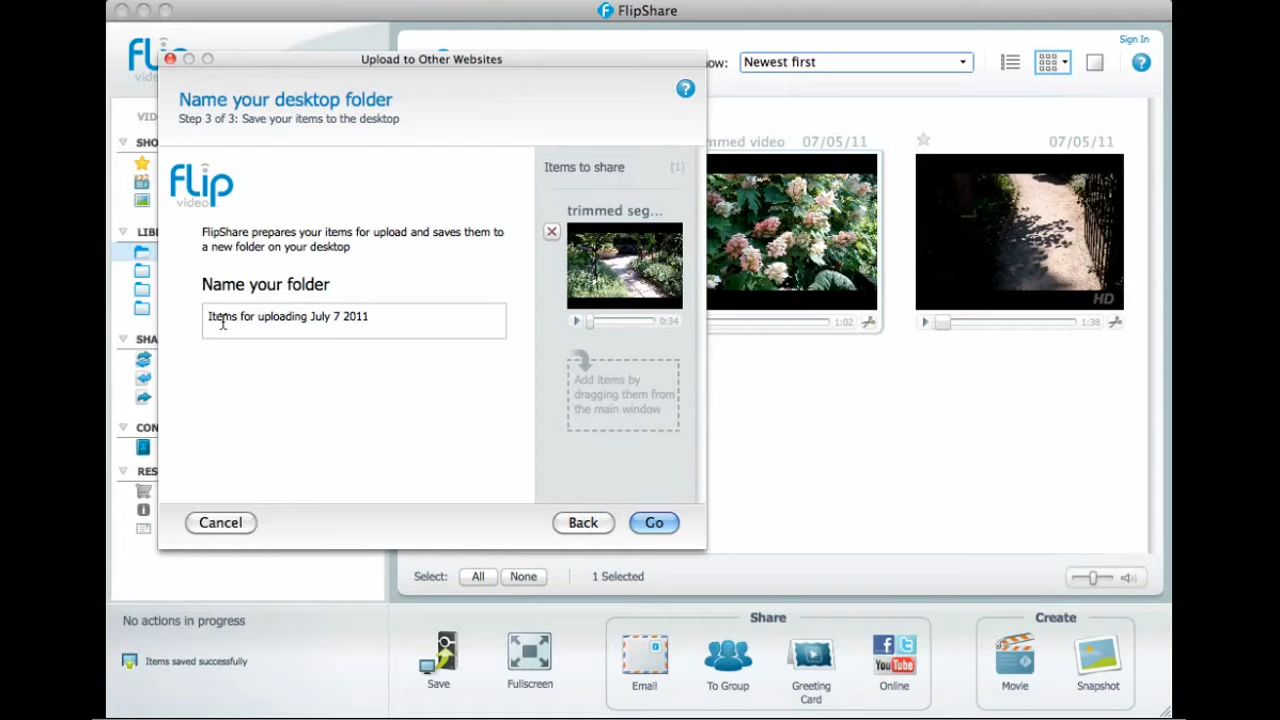 FlipShare
Sign In
Flip
video
Upload to Other Websites
Newest first
Name your desktop folder
Step 3 of 3: Save your items to the desktop
Flip
video
FlipShare prepares your items for upload and saves them to
a new folder on your desktop
Name your folder
Items for uploading July 7 2011
Items to share [1]
trimmed seg...
0:34
Add items by
dragging them from
the main window
Cancel
Back
Go
video 07/05/11
07/05/11
HD
1:02
1:38
Select:
All
None
1 Selected
No actions in progress
Items saved successfully
Share
Create
Save
Fullscreen
Email
To Group
Greeting
Card
You Tube
Online
Movie
Snapshot